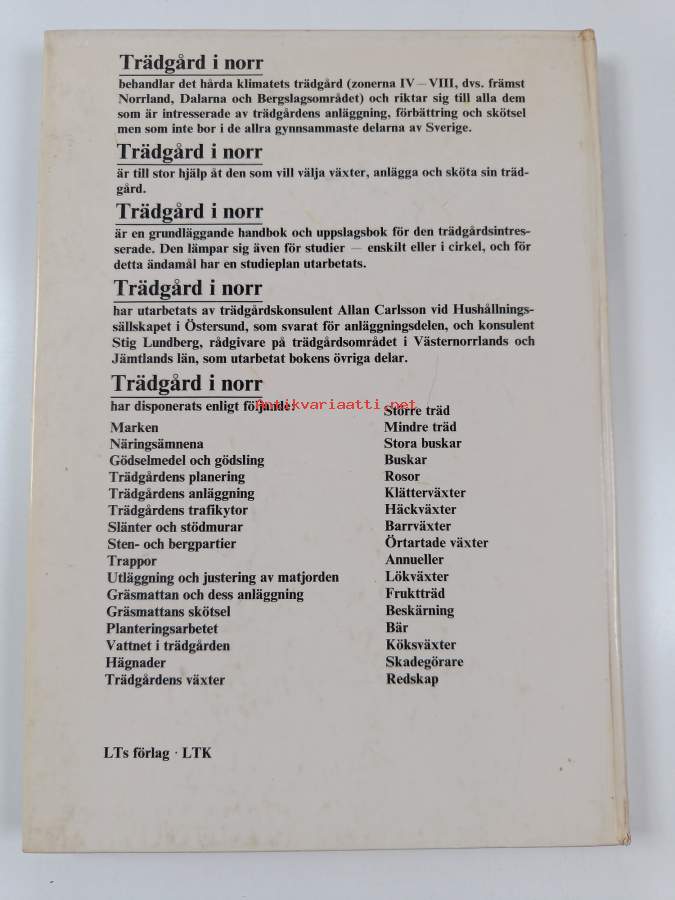 Trädgård i norr
behandlar det hårda klimatets trädgård (zonerna IV – VIII, dvs. främst
Norrland, Dalarna och Bergslagsområdet) och riktar sig till alla dem
som är intresserade av trädgårdens anläggning, förbättring och skötsel
men som inte bor i de allra gynnsammaste delarna av Sverige.
Trädgård i norr
är till stor hjälp åt den som vill välja växter, anlägga och sköta sin träd-
gård.
Trädgård i norr
är en grundläggande handbok och uppslagsbok för den trädgårdsintres-
serade. Den lämpar sig även för studier — enskilt eller i cirkel, och för
detta ändamål har en studieplan utarbetats.
Trädgård i norr
har utarbetats av trädgårdskonsulent Allan Carlsson vid Hushållnings-
sällskapet i Östersund, som svarat för anläggningsdelen, och konsulent
Stig Lundberg, rådgivare på trädgårdsområdet i Västernorrlands och
Jämtlands län, som utarbetat bokens övriga delar.
Trädgård i norr
har disponerats enligt följande:
Antikvariaatti.net
Marken
Näringsämnena
Gödselmedel och gödsling
Trädgårdens planering
Trädgårdens anläggning
Trädgårdens trafikytor
Slänter och stödmurar
Sten- och bergpartier
Trappor
Utläggning och justering av matjorden
Gräsmattan och dess anläggning
Gräsmattans skötsel
Planteringsarbetet
Vattnet i trädgården
Hägnader
Trädgårdens växter
Större träd
Mindre träd
Stora buskar
Buskar
Rosor
Klätterväxter
Häckväxter
Barrväxter
Örtartade växter
Annueller
Lökväxter
Fruktträd
Beskärning
Bär
Köksväxter
Skadegörare
Redskap
LTs förlag · LTK